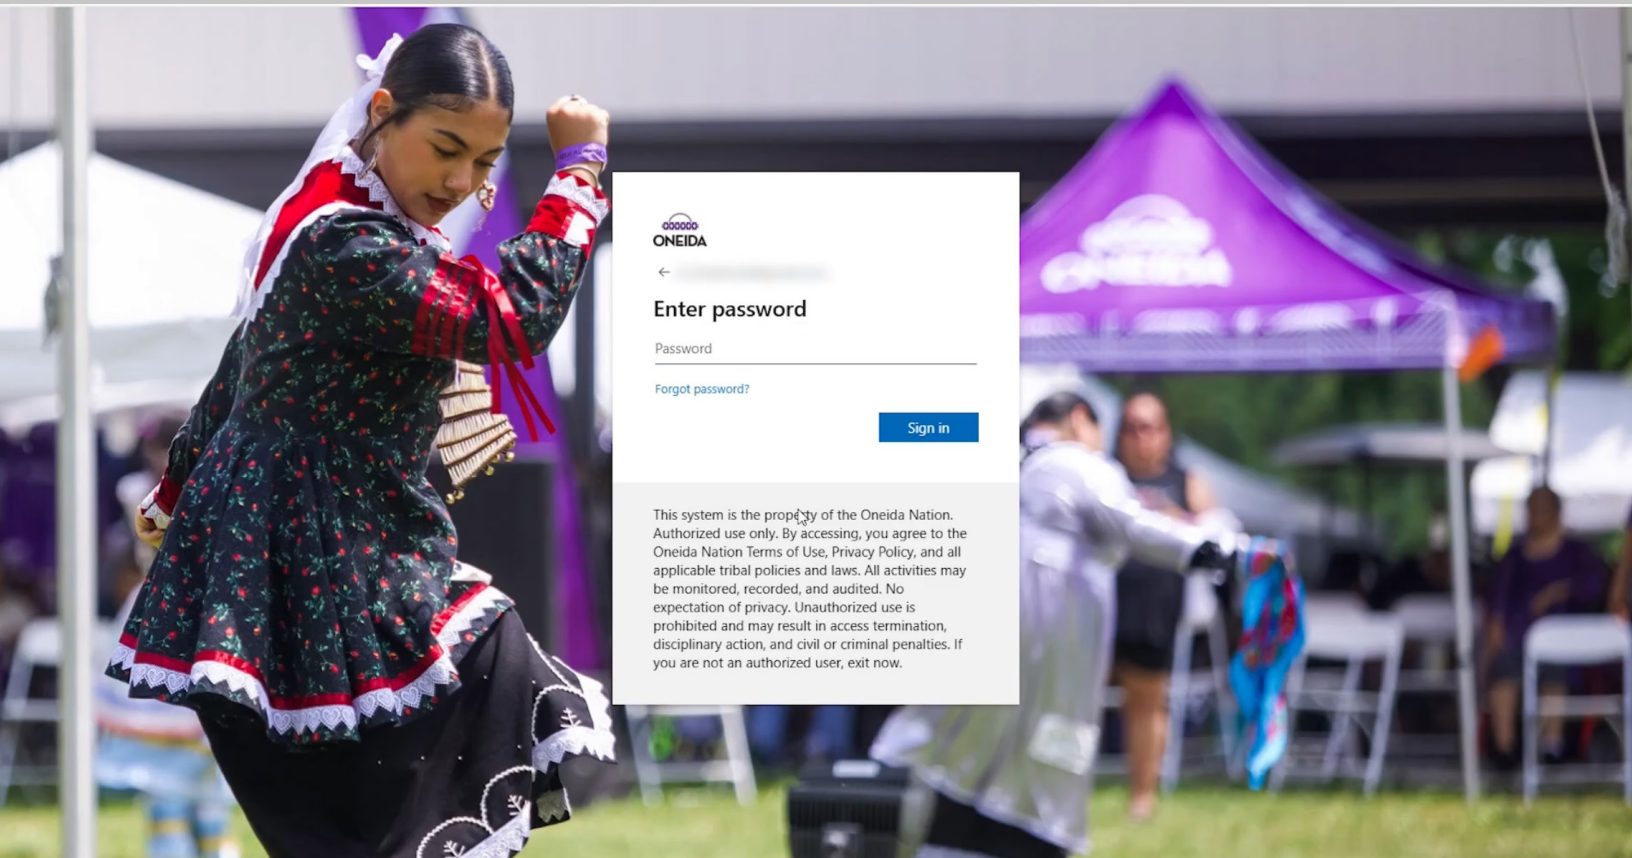 ONEIDA
ONEIDA
Enter password
Password
Forgot password?
Sign in
This system is the property of the Oneida Nation.
Authorized use only. By accessing, you agree to the
Oneida Nation Terms of Use, Privacy Policy, and all
applicable tribal policies and laws. All activities may
be monitored, recorded, and audited. No
expectation of privacy. Unauthorized use is
prohibited and may result in access termination,
disciplinary action, and civil or criminal penalties. If
you are not an authorized user, exit now.